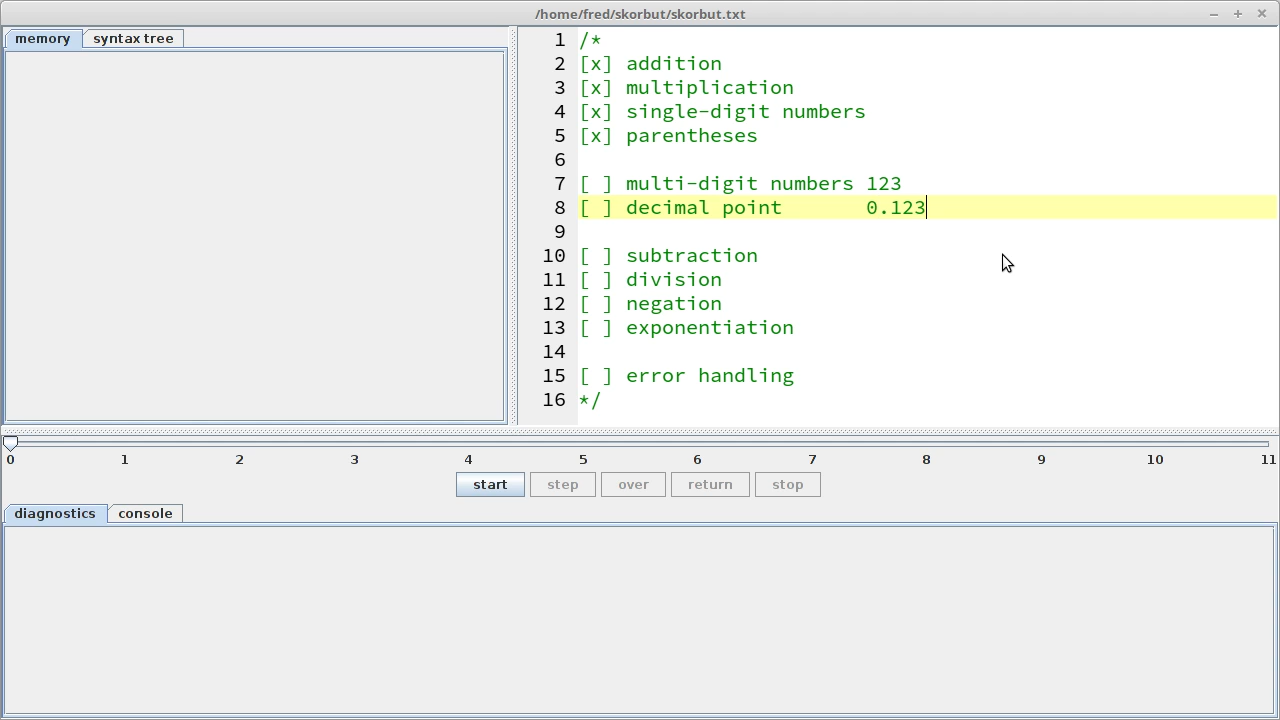 /home/fred/skorbut/skorbut.txt
memory
syntax tree
1 /*
2 [x] addition
3 [x] multiplication
4 [x] single-digit numbers
5 [x] parentheses
6
7 [ ] multi-digit numbers 123
8 [ ] decimal point       0.123
9
10 [ ] subtraction
11 [ ] division
12 [ ] negation
13 [ ] exponentiation
14
15 [ ] error handling
16 */
0 1 2 3 4 5 6 7 8 9 10 11
start step over return stop
diagnostics console